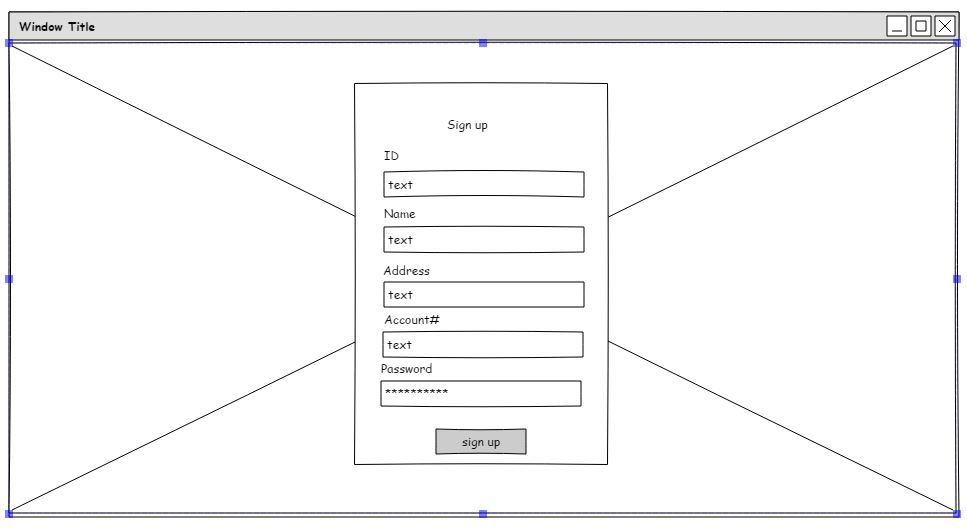 Window Title
Sign up
ID
text
Name
text
Address
text
Account#
text
Password
**********
sign up